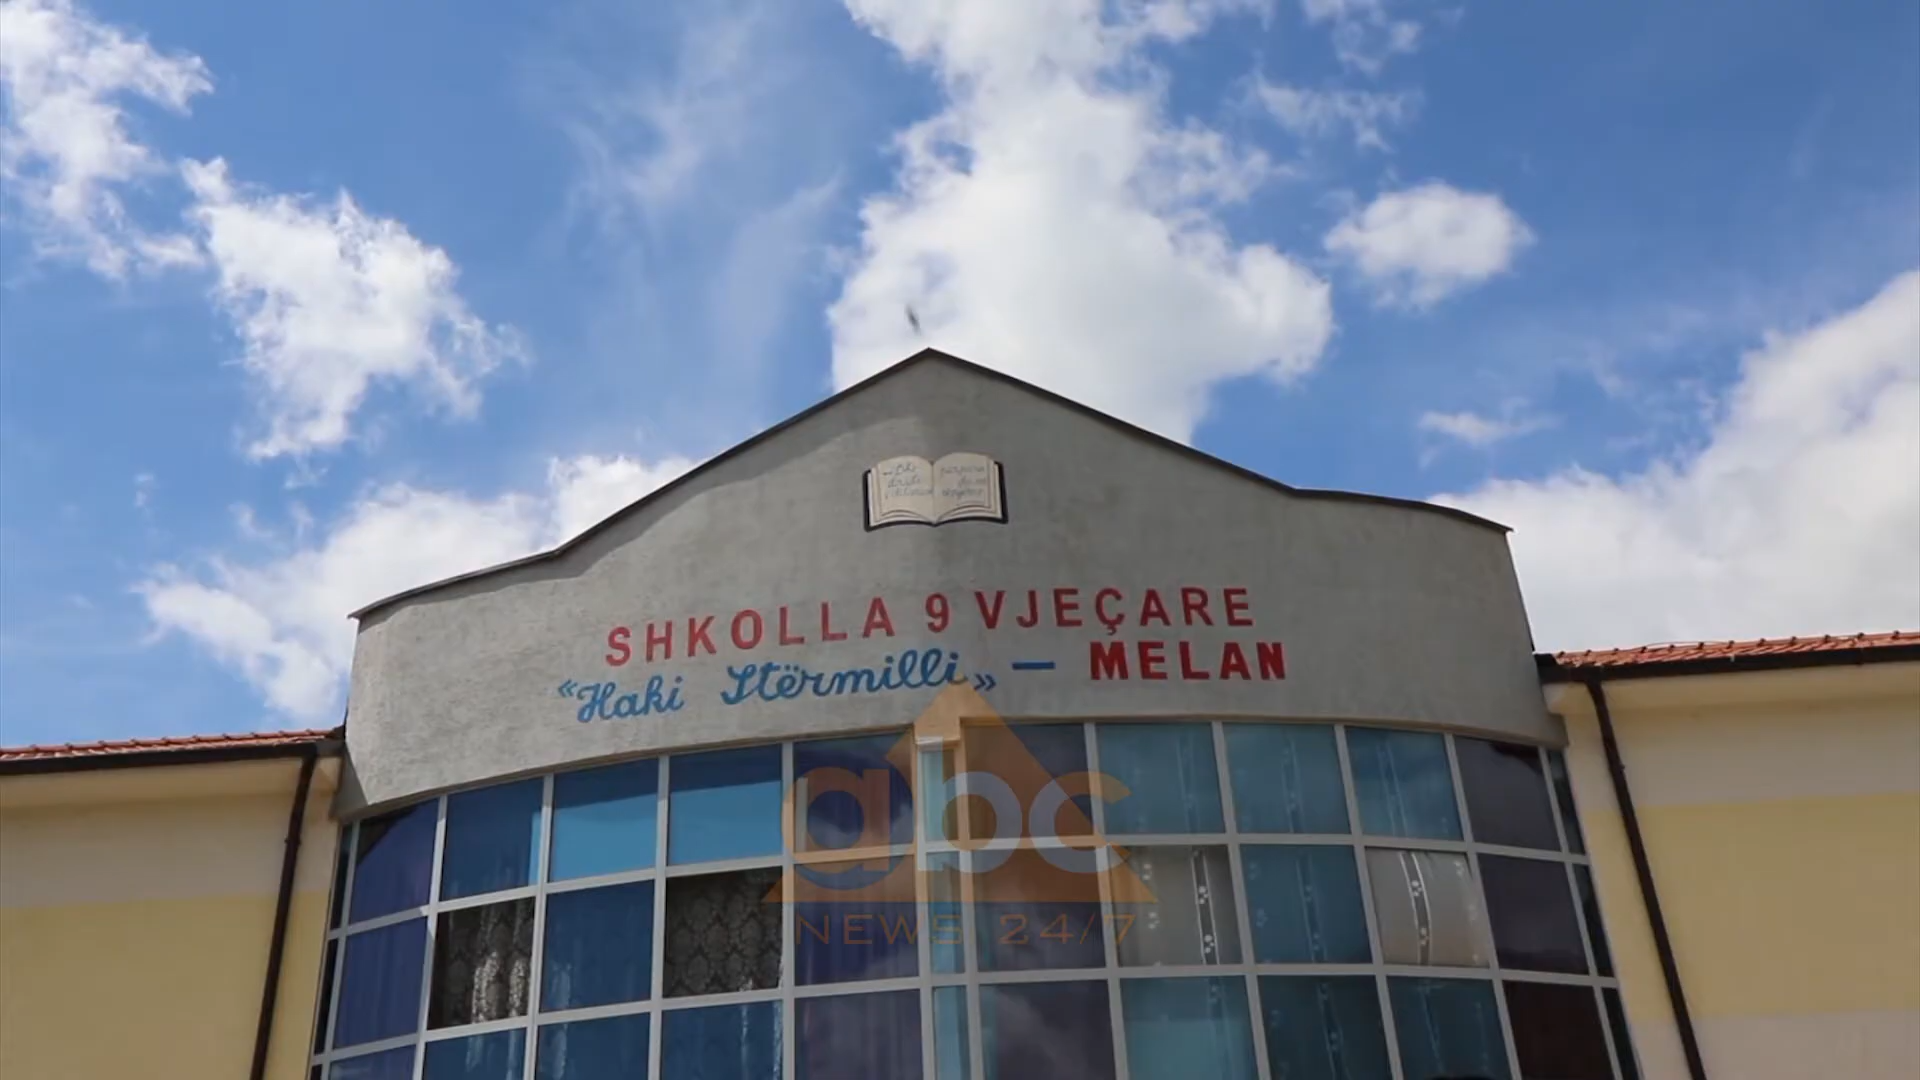 SHKOLLA 9 VJEÇARE
«Haki Stërmilli» — MELAN
abc
NEWS 24/7